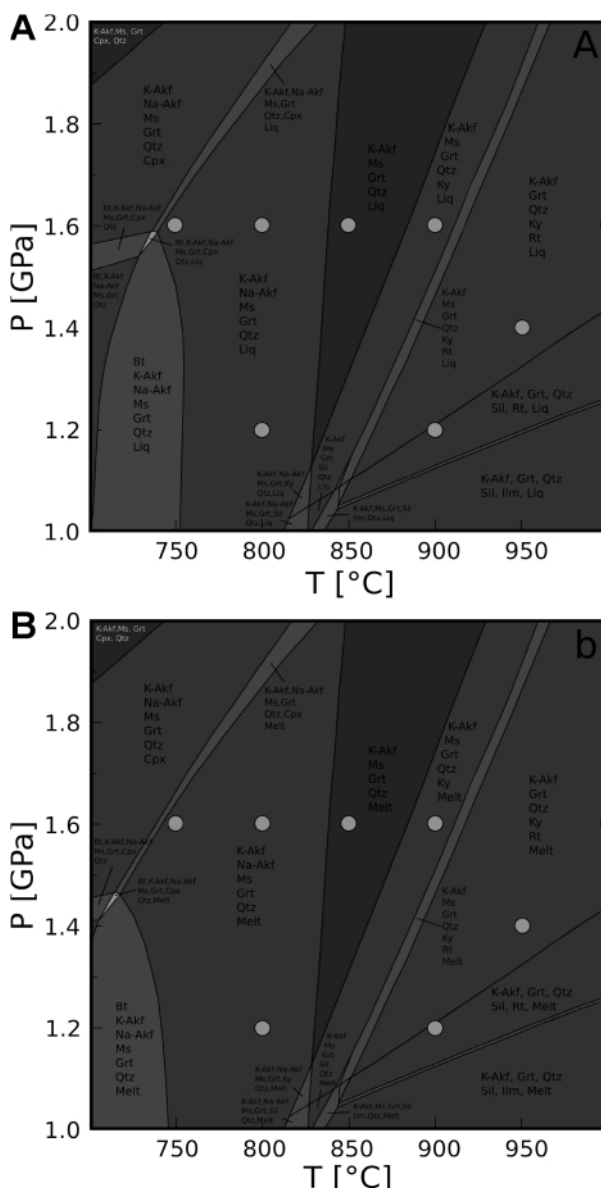 A
2.0
K-Akf,Ms, Grt
Cpx, Qtz
A
K-Akf
Na-Akf
Ms
Grt
Qtz
Cpx
K-Akf,Na-Akf
Ms,Grt
Qtz,Cpx
Liq
1.8
K-Akf
Ms
Grt
Qtz
Liq
K-Akf
Ms
Grt
Qtz
Ky
Liq
K-Akf
Grt
Qtz
Ky
Rt
Liq
Bt,K-Akf,Na-Akf
Ms,Grt,Cpx
Qtz
1.6
Bt,K-Akf,Na-Akf
Ms,Grt,Cpx
Qtz,Liq
Bt,K-Akf
Na-Akf
Ms,Grt
Qtz
K-Akf
Na-Akf
Ms
Grt
Qtz
Liq
K-Akf
Ms
Grt
Qtz
Ky
Rt
Liq
P [GPa]
1.4
Bt
K-Akf
Na-Akf
Ms
Grt
Qtz
Liq
K-Akf, Grt, Qtz
Sil, Rt, Liq
1.2
K-Akf
Ms
Grt
Sil
Qtz
Liq
K-Akf,Na-Akf
Ms,Grt,Ky
Qtz,Liq
K-Akf, Grt, Qtz
Sil, Ilm, Liq
K-Akf,Na-Akf
Ms,Grt,Sil
Qtz,Liq
K-Akf,Ms,Grt,Sil
Ilm,Qtz,Liq
1.0
750 800 850 900 950
T [°C]
B
2.0
K-Akf,Ms, Grt
Cpx, Qtz
b
K-Akf
Na-Akf
Ms
Grt
Qtz
Cpx
K-Akf,Na-Akf
Ms,Grt
Qtz,Cpx
Melt
1.8
K-Akf
Ms
Grt
Qtz
Melt
K-Akf
Ms
Grt
Qtz
Ky
Melt
K-Akf
Grt
Qtz
Ky
Rt
Melt
1.6
Bt,K-Akf,Na-Akf
Ms,Grt,Cpx
Qtz
K-Akf
Na-Akf
Ms
Grt
Qtz
Melt
Bt,K-Akf,Na-Akf
Ms,Grt,Cpx
Qtz,Melt
K-Akf
Ms
Grt
Qtz
Ky
Rt
Melt
P [GPa]
1.4
K-Akf, Grt, Qtz
Sil, Rt, Melt
1.2
Bt
K-Akf
Na-Akf
Ms
Grt
Qtz
Melt
K-Akf
Ms
Grt
Sil
Qtz
Melt
K-Akf,Na-Akf
Ms,Grt,Ky
Qtz,Melt
K-Akf, Grt, Qtz
Sil, Ilm, Melt
K-Akf,Na-Akf
Ms,Grt,Sil
Qtz,Melt
K-Akf,Ms,Grt,Sil
Ilm,Qtz,Melt
1.0
750 800 850 900 950
T [°C]